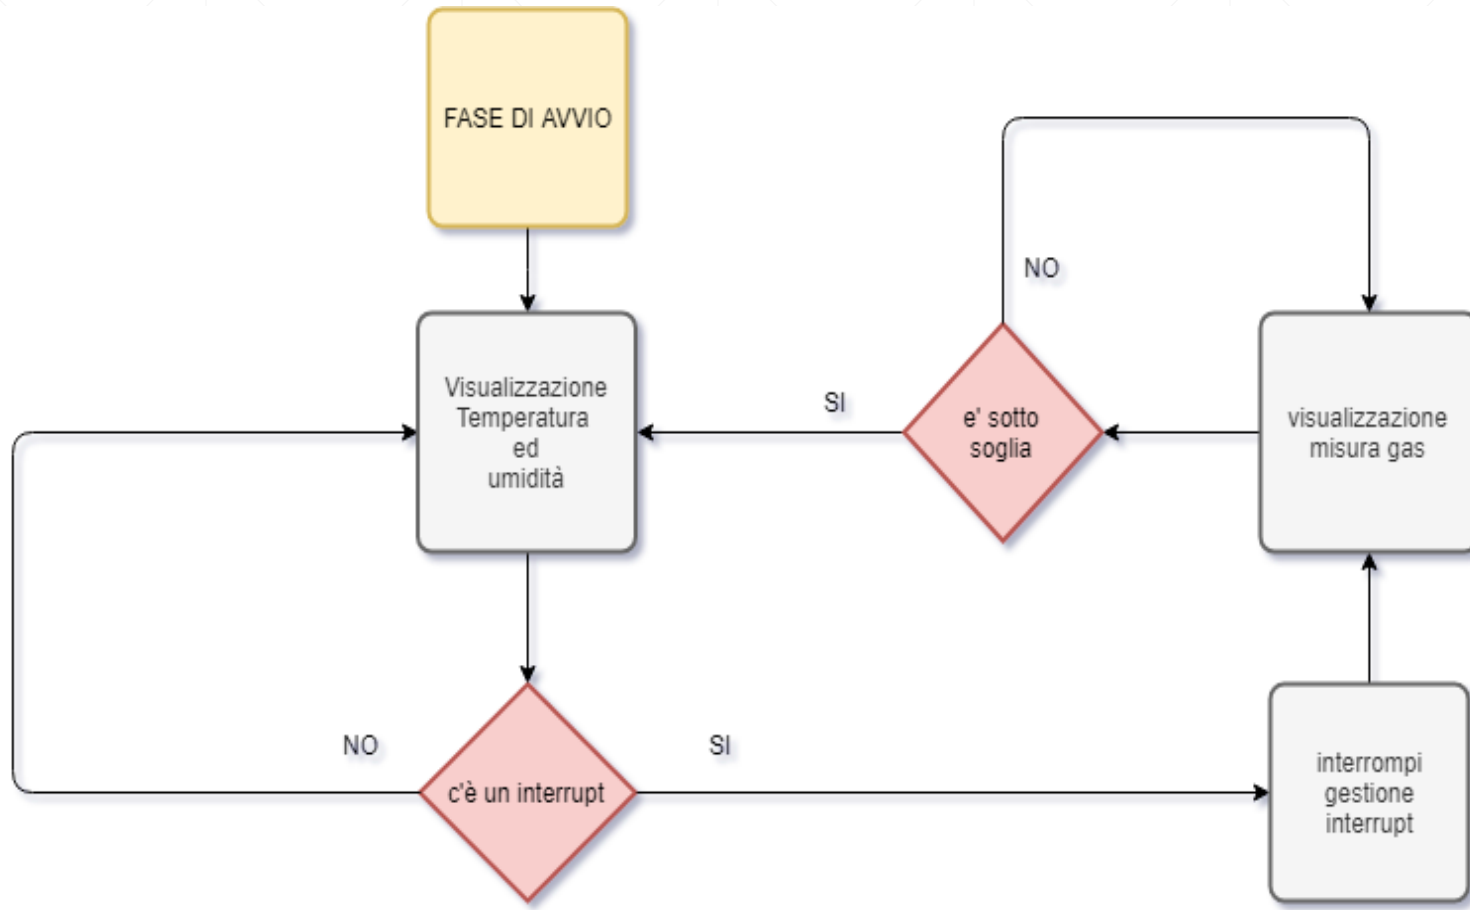 FASE DI AVVIO
NO
Visualizzazione
Temperatura
ed
umidità
SI
e' sotto
soglia
visualizzazione
misura gas
NO
SI
c'è un interrupt
interrompi
gestione
interrupt